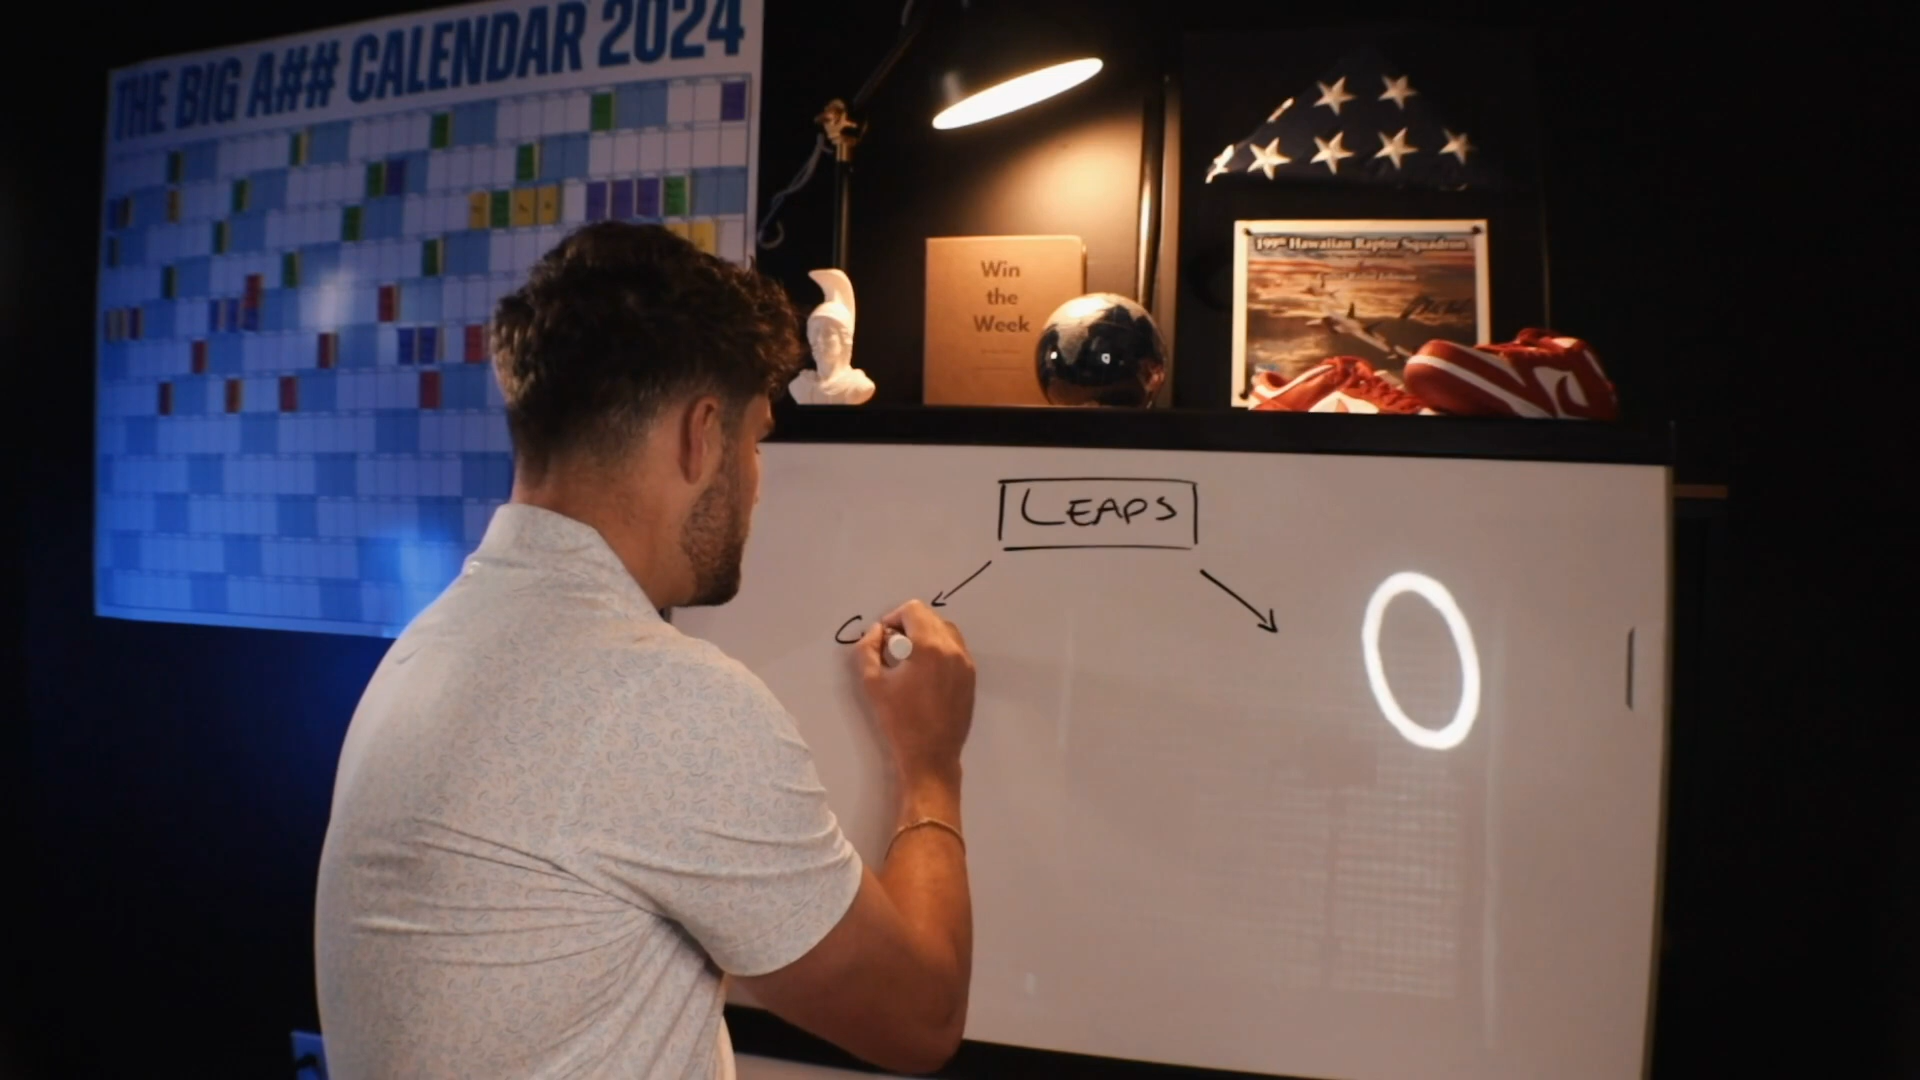 THE BIG A## CALENDAR 2024
Win
the
Week
199th Hawaiian Raptor Squadron
LEAPS
C